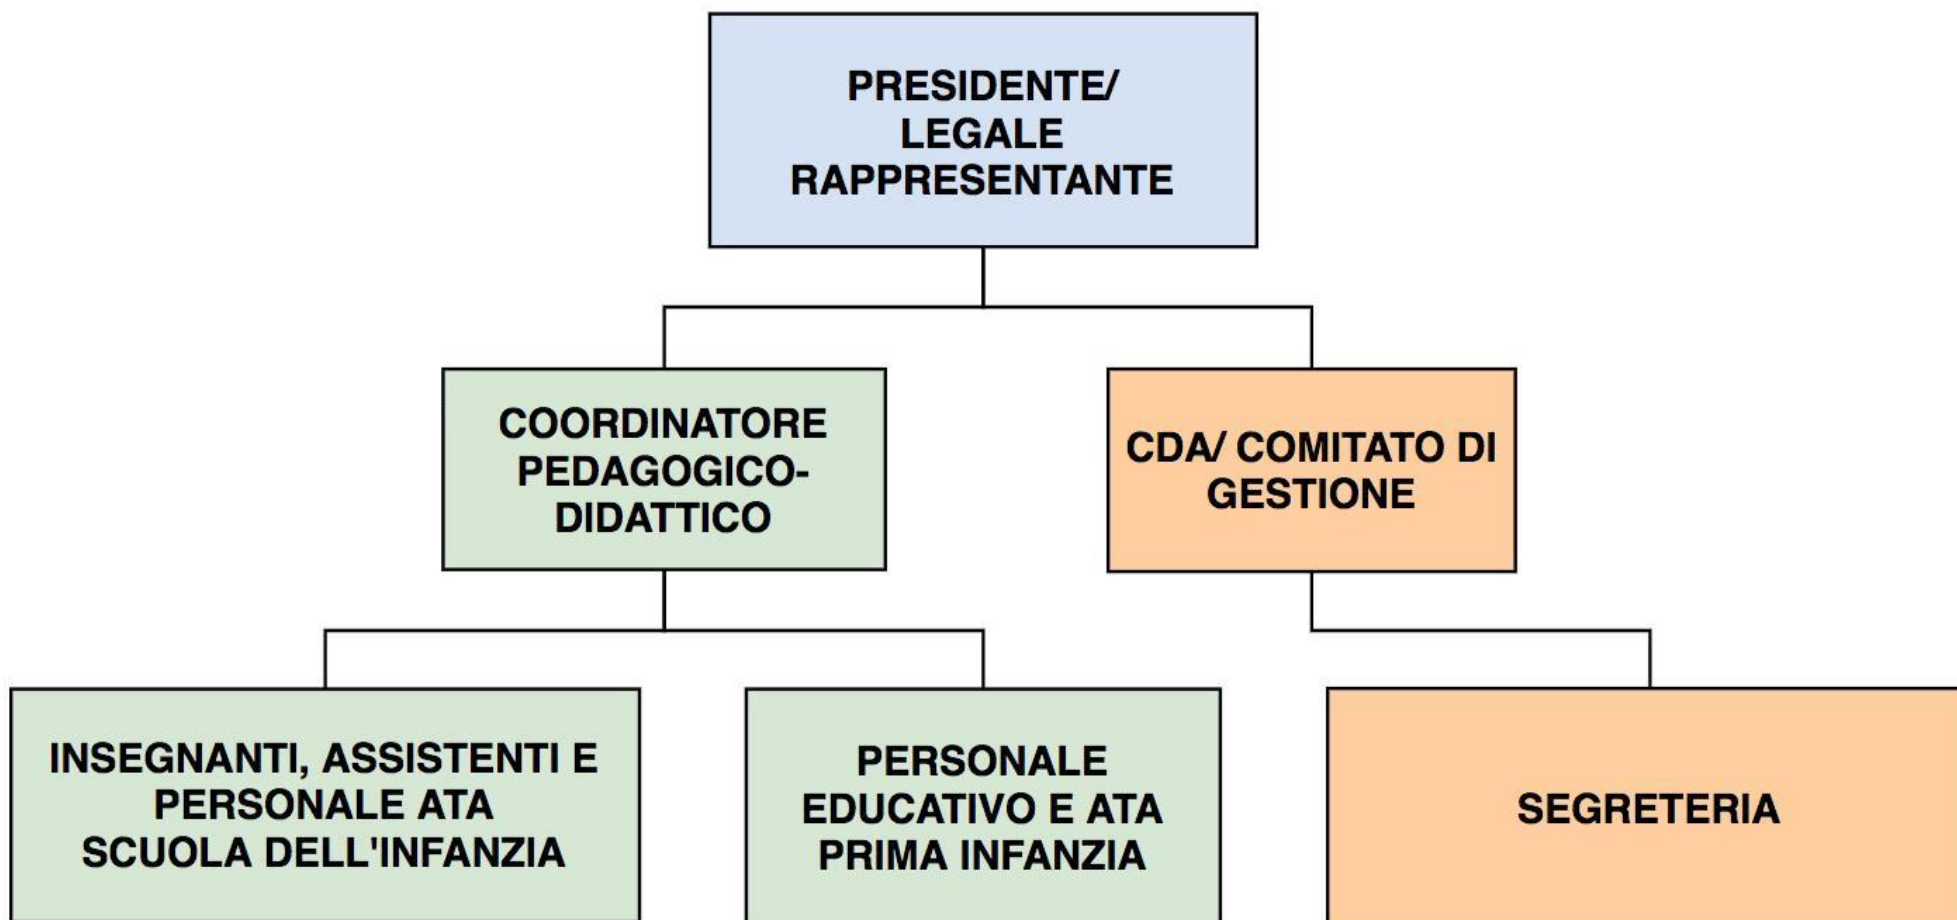 PRESIDENTE/
LEGALE
RAPPRESENTANTE
COORDINATORE
PEDAGOGICO-
DIDATTICO
CDA/ COMITATO DI
GESTIONE
INSEGNANTI, ASSISTENTI E
PERSONALE ATA
SCUOLA DELL'INFANZIA
PERSONALE
EDUCATIVO E ATA
PRIMA INFANZIA
SEGRETERIA